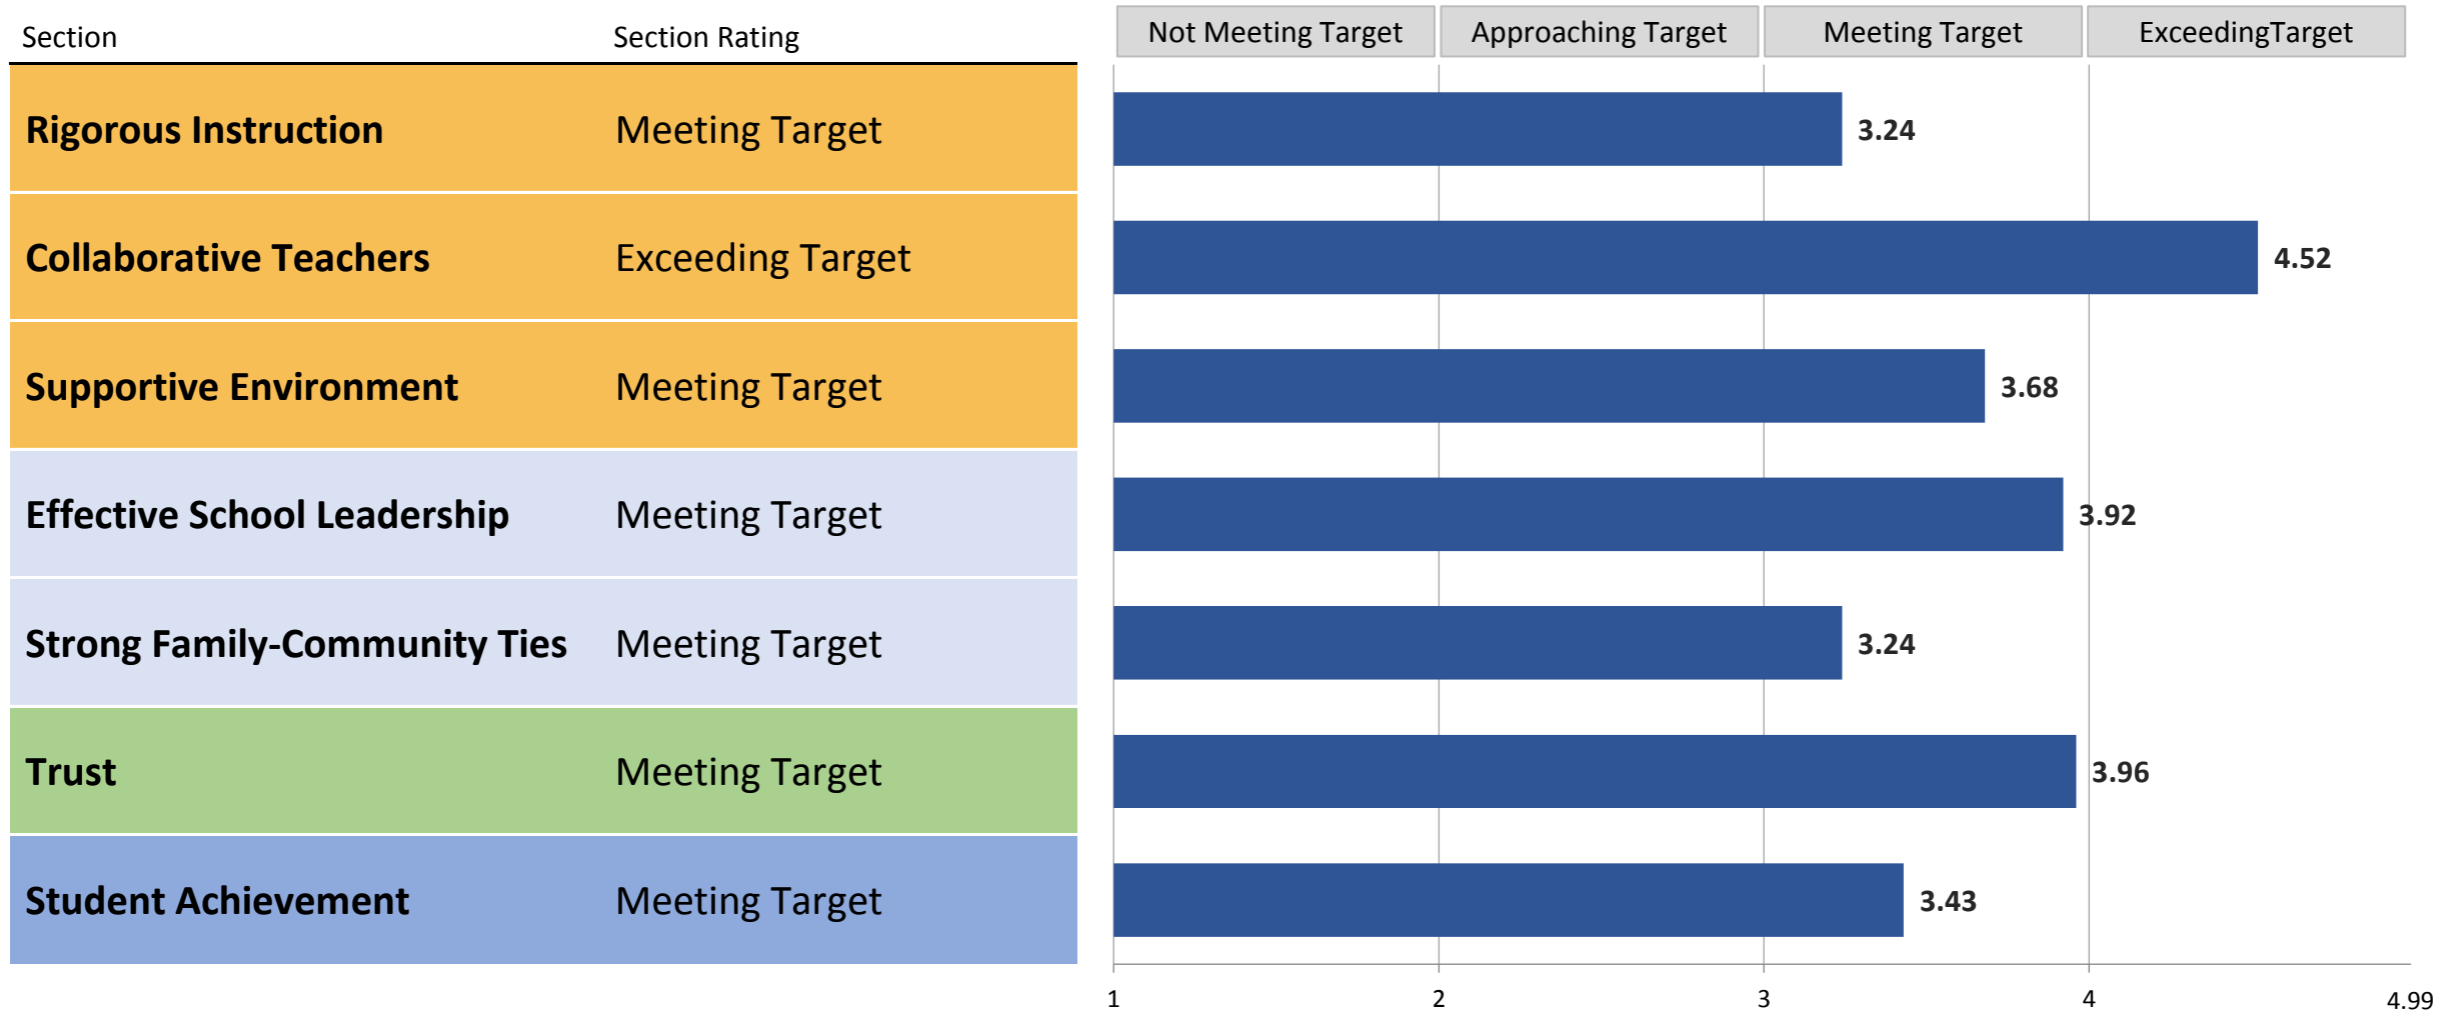 Section Section Rating Not Meeting Target Approaching Target Meeting Target ExceedingTarget
Rigorous Instruction Meeting Target 3.24
Collaborative Teachers Exceeding Target 4.52
Supportive Environment Meeting Target 3.68
Effective School Leadership Meeting Target 3.92
Strong Family-Community Ties Meeting Target 3.24
Trust Meeting Target 3.96
Student Achievement Meeting Target 3.43
1 2 3 4 4.99